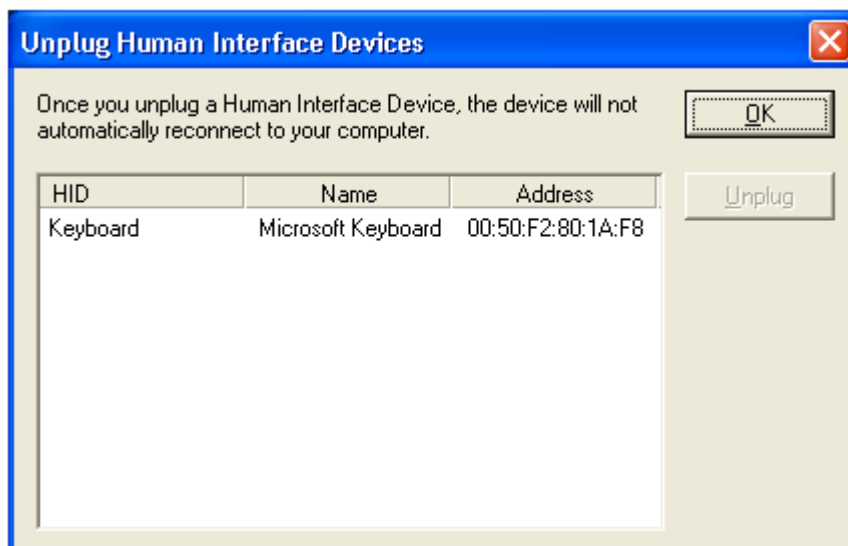 Unplug Human Interface Devices
Once you unplug a Human Interface Device, the device will not
automatically reconnect to your computer.
OK
HID Name Address
Unplug
Keyboard Microsoft Keyboard 00:50:F2:80:1A:F8